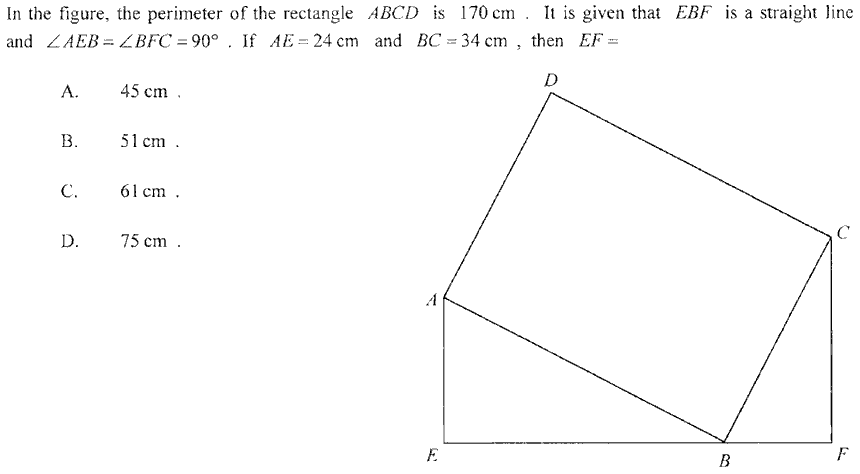 In the figure, the perimeter of the rectangle ABCD is 170 cm . It is given that EBF is a straight line
and ∠AEB = ∠BFC = 90° . If AE = 24 cm and BC = 34 cm , then EF =
A. 45 cm .
B. 51 cm .
C. 61 cm .
D. 75 cm .
D
C
A
E
B
F